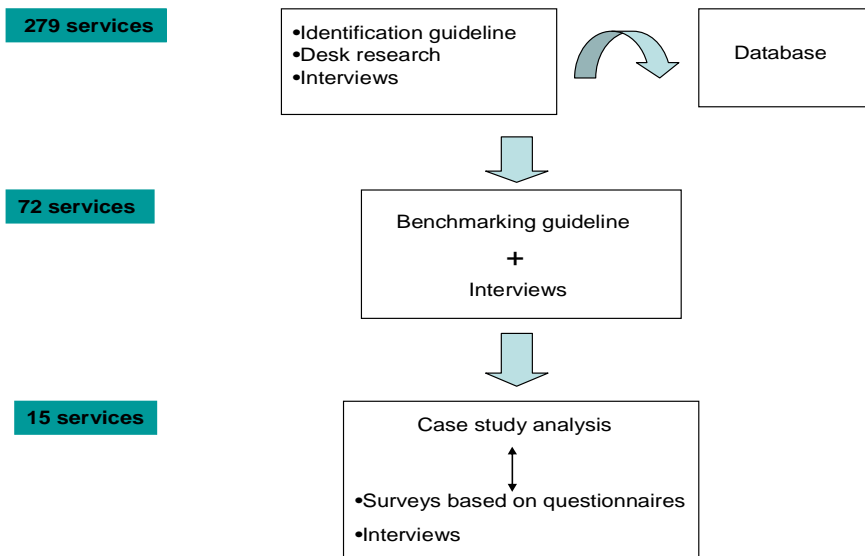 279 services
•Identification guideline
•Desk research
•Interviews
Database
72 services
Benchmarking guideline
+
Interviews
15 services
Case study analysis
•Surveys based on questionnaires
•Interviews